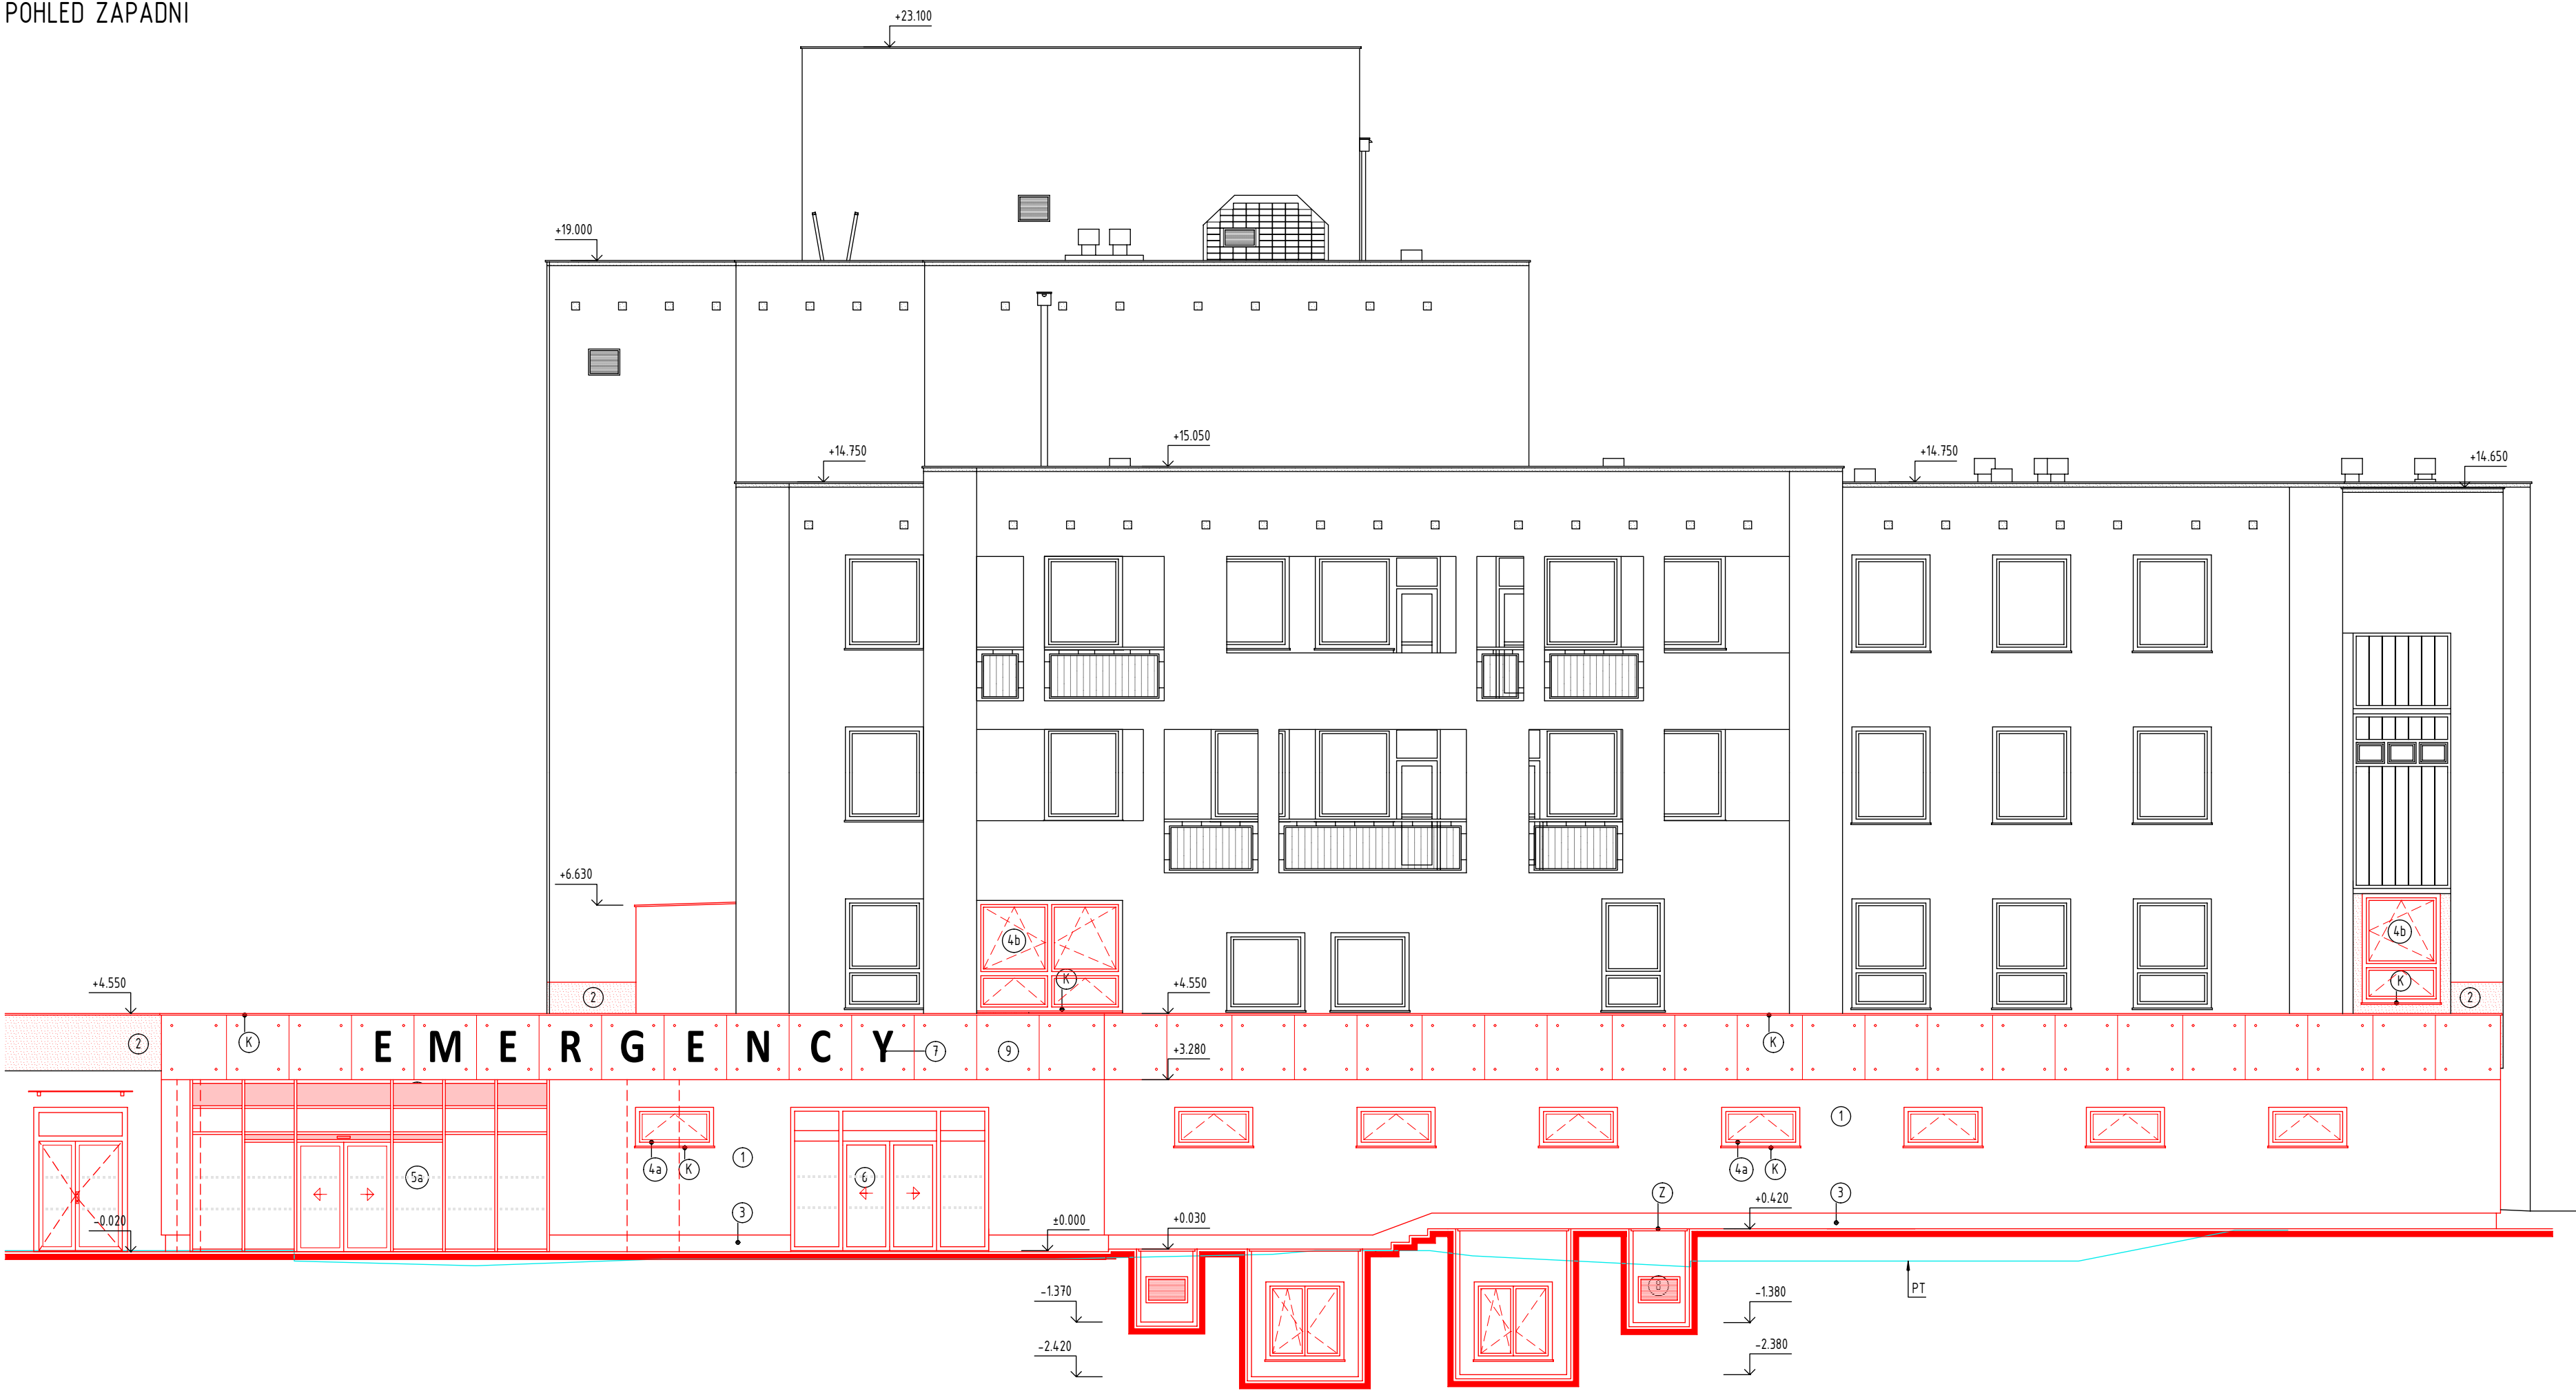 POHLED ZAPADNI
+23.100
+19.000
+15.050
+14.750
+14.750
+14.650
+6.630
4b
4b
K
K
+4.550
2
+4.550
2
2
K
EMERGENCY
7
9
K
+3.280
1
4a
K
1
4a
K
5a
6
Z
3
+0.420
3
-0.020
±0.000
+0.030
8
-1.370
-1.380
PT
-2.420
-2.380